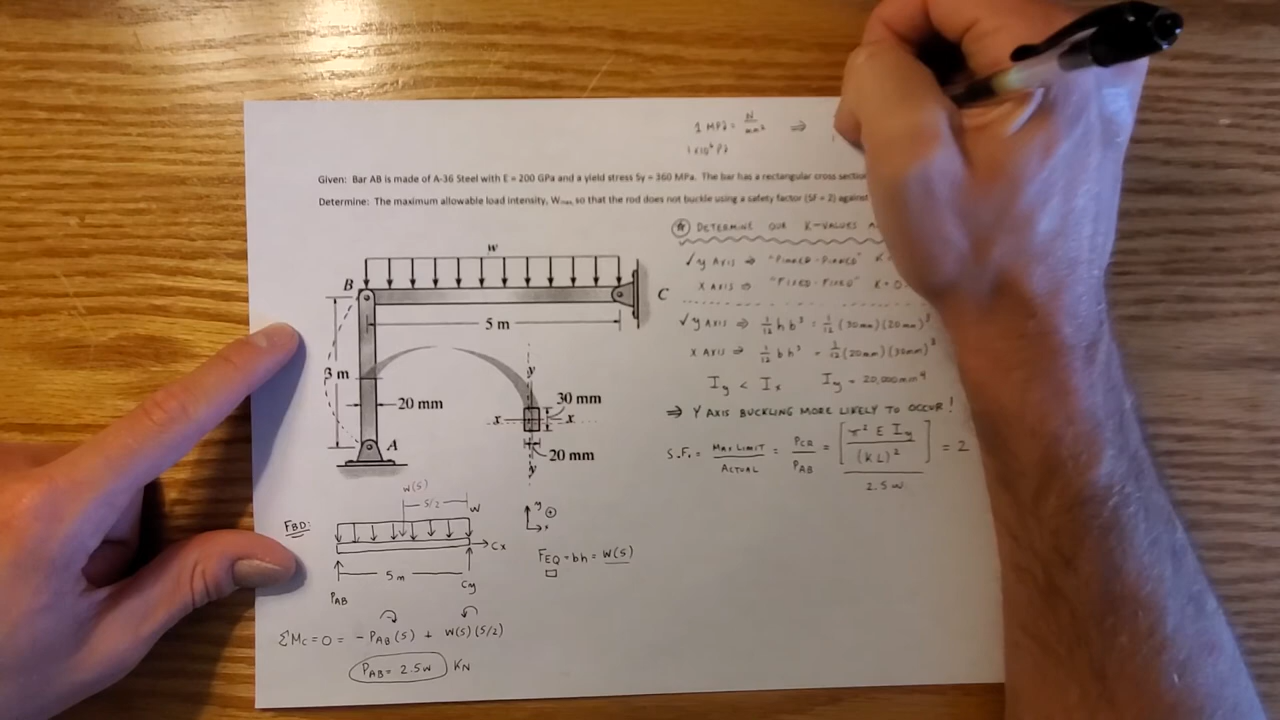 1 MPa = N/mm² ⇒
1x10⁶ Pa
Given: Bar AB is made of A-36 Steel with E = 200 GPa and a yield stress Sy = 360 MPa. The bar has a rectangular cross section
Determine: The maximum allowable load intensity, Wmax, so that the rod does not buckle using a safety factor (SF = 2) against
DETERMINE OUR K-VALUES
✓ y AXIS ⇒ "PINNED-PINNED"
X AXIS ⇒ "FIXED-FIXED" K = 0.
✓ y AXIS ⇒ 1/12 h b³ = 1/12 (30mm)(20mm)³
X AXIS ⇒ 1/12 b h³ = 1/12 (20mm)(30mm)³
Iy < Ix Iy = 20,000mm⁴
⇒ Y AXIS BUCKLING MORE LIKELY TO OCCUR!
S.F. = MAX LIMIT/ACTUAL = PCR/PAB = [π² E Iy/(KL)²]/2.5w = 2
w
B
C
5 m
3 m
20 mm
A
y
30 mm
x
x
20 mm
y
FBD:
W(5)
5/2
W
Cx
5m
PAB
Cy
y
x
FEQ = bh = W(5)
ΣMc = 0 = - PAB (5) + W(5)(5/2)
PAB = 2.5W KN